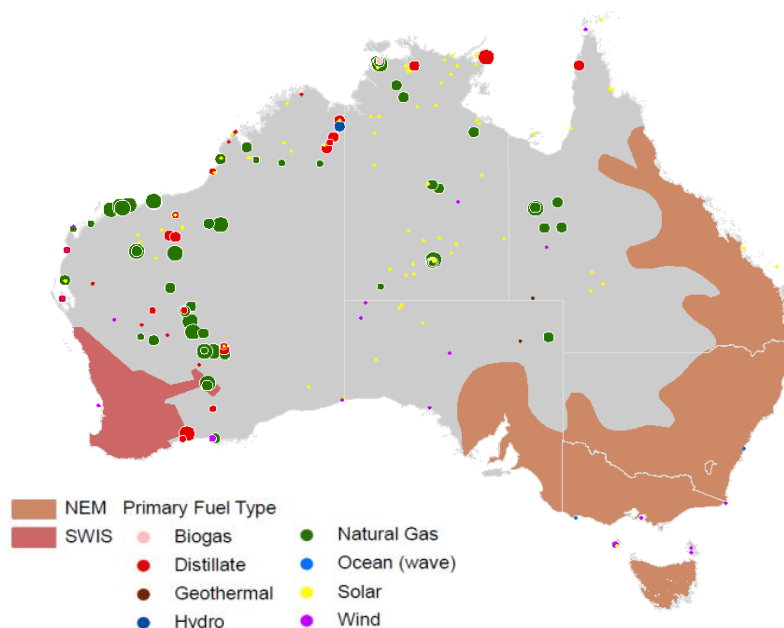 NEM Primary Fuel Type
SWIS
Biogas
Natural Gas
Distillate
Ocean (wave)
Geothermal
Solar
Hydro
Wind